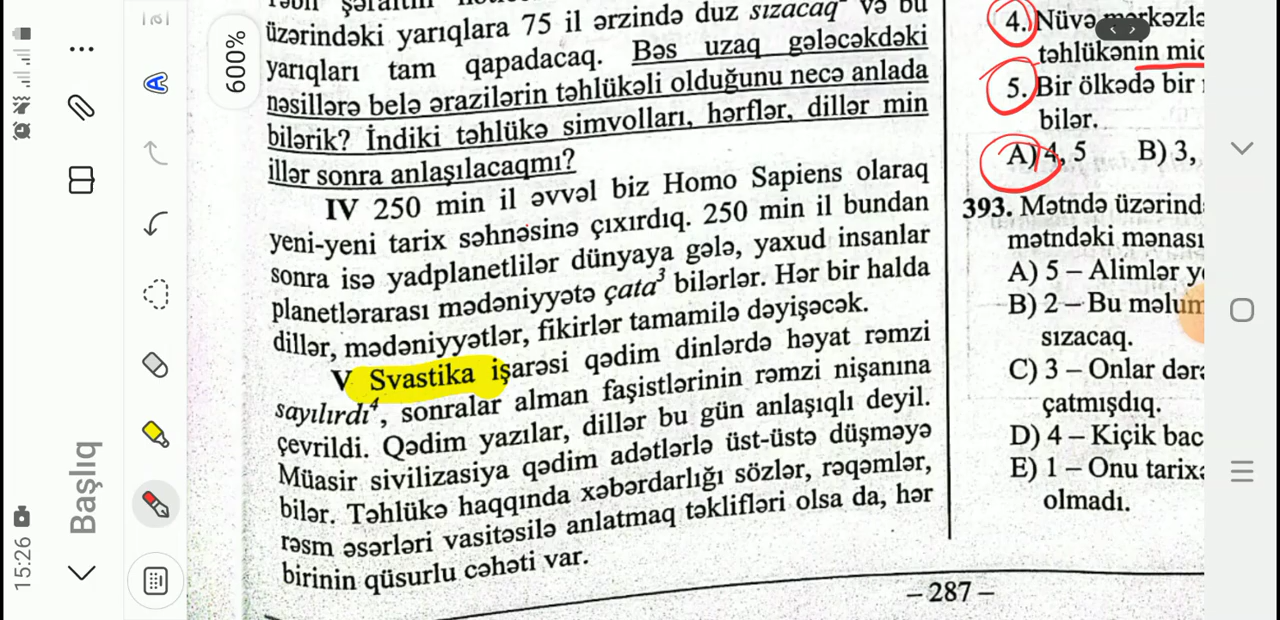 təbii şəraitin
üzərindəki yarıqlara 75 il ərzində duz sızacaq və bu
yarıqları tam qapadacaq. Bəs uzaq gələcəkdəki
nəsillərə belə ərazilərin təhlükəli olduğunu necə anlada
bilərik? İndiki təhlükə simvolları, hərflər, dillər min
illər sonra anlaşılacaqmı?
IV 250 min il əvvəl biz Homo Sapiens olaraq
yeni-yeni tarix səhnəsinə çıxırdıq. 250 min il bundan
sonra isə yadplanetlilər dünyaya gələ, yaxud insanlar
planetlərarası mədəniyyətə çata³ bilərlər. Hər bir halda
dillər, mədəniyyətlər, fikirlər tamamilə dəyişəcək.
V Svastika işarəsi qədim dinlərdə həyat rəmzi
sayılırdı⁴, sonralar alman faşistlərinin rəmzi nişanına
çevrildi. Qədim yazılar, dillər bu gün anlaşıqlı deyil.
Müasir sivilizasiya qədim adətlərlə üst-üstə düşməyə
bilər. Təhlükə haqqında xəbərdarlığı sözlər, rəqəmlər,
rəsm əsərləri vasitəsilə anlatmaq təklifləri olsa da, hər
birinin qüsurlu cəhəti var.
4. Nüvə
təhlükənin
5. Bir ölkədə bir
bilər.
A) 4, 5 B) 3,
393. Mətndə üzərind
mətndəki mənası
A) 5 – Alimlər
B) 2 – Bu məlum
sızacaq.
C) 3 – Onlar dər
çatmışdıq.
D) 4 – Kiçik bac
E) 1 – Onu tarix
olmadı.
– 287 –
600%
Başlıq
15:26